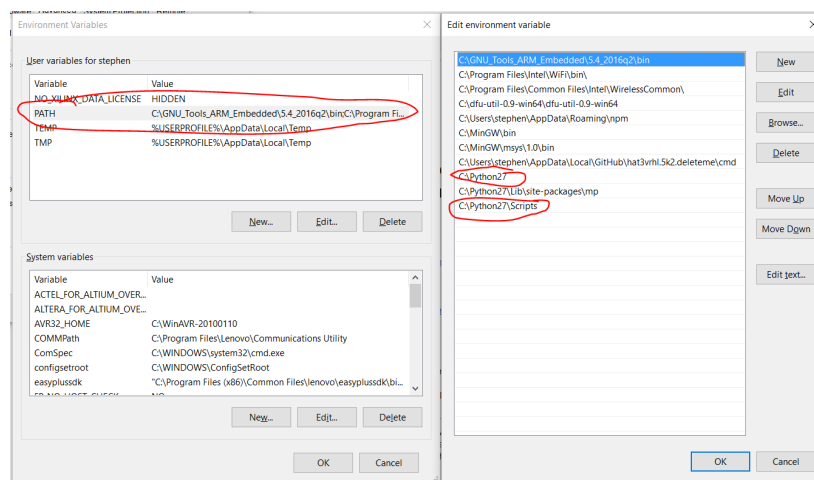 Environment Variables
User variables for stephen
Variable Value
NO_XILINX_DATA_LICENSE HIDDEN
PATH C:\GNU_Tools_ARM_Embedded\5.4_2016q2\bin;C:\Program Fi...
TEMP %USERPROFILE%\AppData\Local\Temp
TMP %USERPROFILE%\AppData\Local\Temp
New... Edit... Delete
System variables
Variable Value
ACTEL_FOR_ALTIUM_OVER...
ALTERA_FOR_ALTIUM_OVE...
AVR32_HOME C:\WinAVR-20100110
COMMPath C:\Program Files\Lenovo\Communications Utility
ComSpec C:\WINDOWS\system32\cmd.exe
configsetroot C:\WINDOWS\ConfigSetRoot
easyplussdk "C:\Program Files (x86)\Common Files\lenovo\easyplussdk\bi...
New... Edit... Delete
OK Cancel
Edit environment variable
C:\GNU_Tools_ARM_Embedded\5.4_2016q2\bin
C:\Program Files\Intel\WiFi\bin\
C:\Program Files\Common Files\Intel\WirelessCommon\
C:\dfu-util-0.9-win64\dfu-util-0.9-win64
C:\Users\stephen\AppData\Roaming\npm
C:\MinGW\bin
C:\MinGW\msys\1.0\bin
C:\Users\stephen\AppData\Local\GitHub\hat3vrhl.5k2.deleteme\cmd
C:\Python27
C:\Python27\Lib\site-packages\mp
C:\Python27\Scripts
New
Edit
Browse...
Delete
Move Up
Move Down
Edit text...
OK Cancel